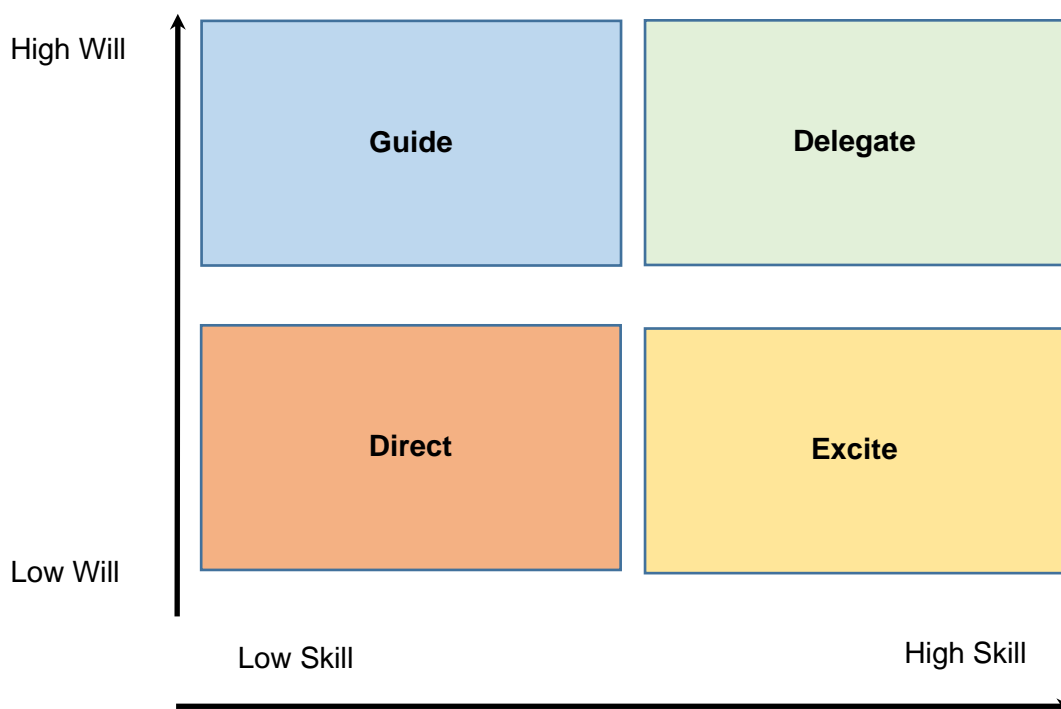 High Will
Guide
Delegate
Direct
Excite
Low Will
Low Skill
High Skill